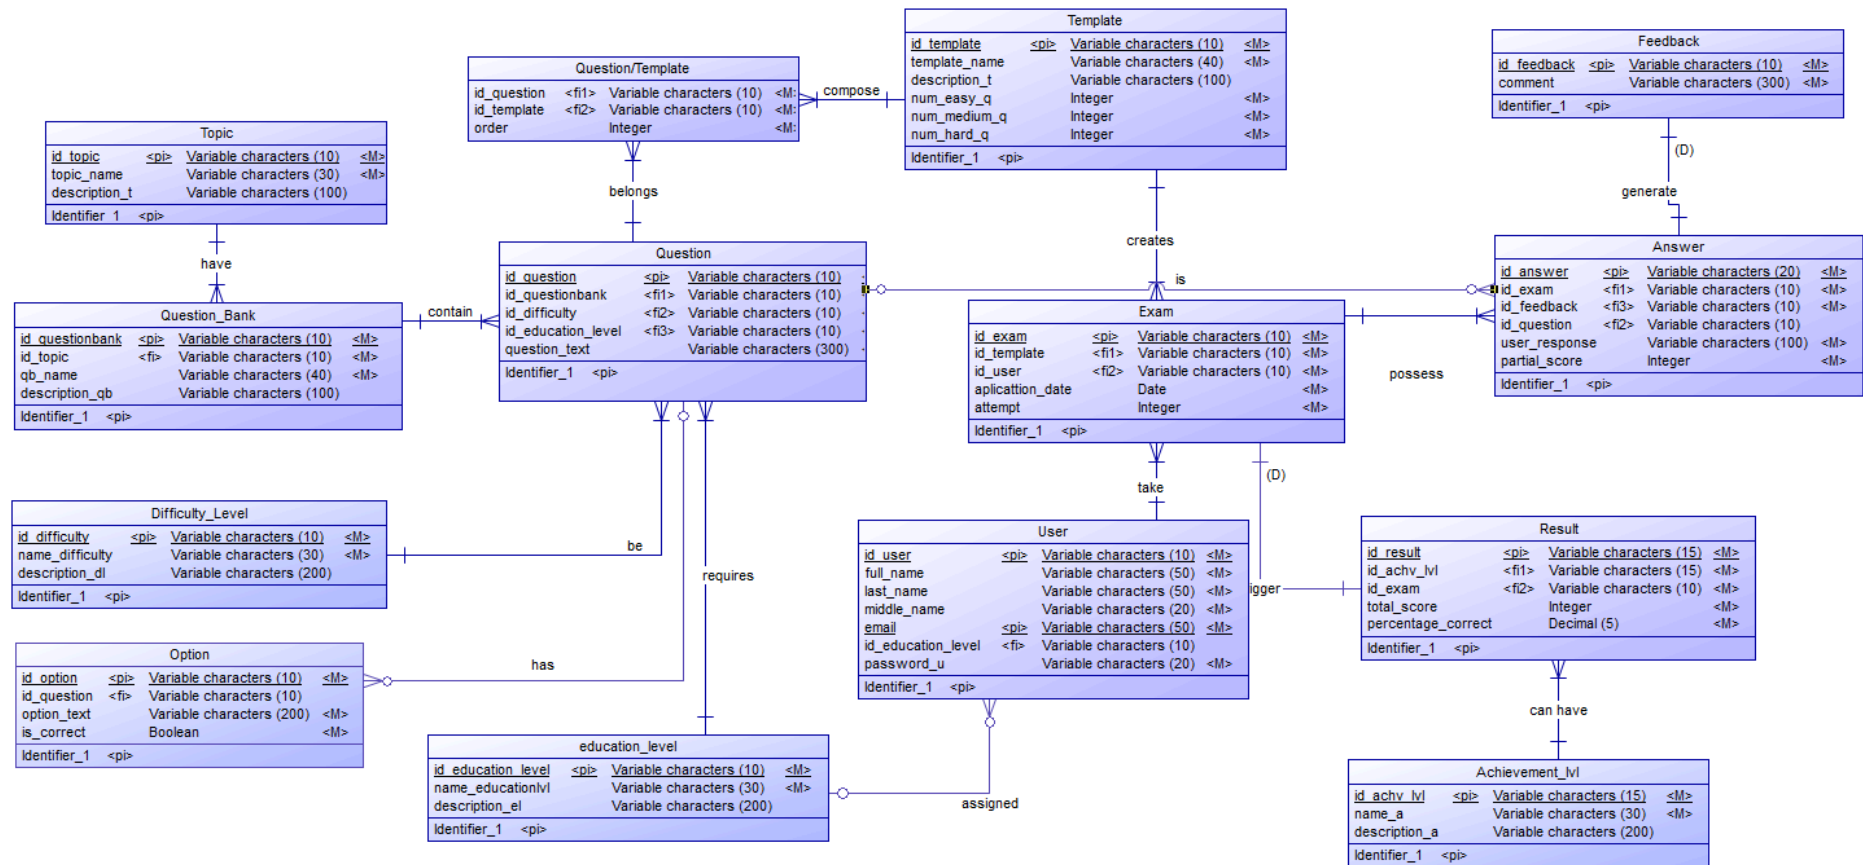 Template
id_template <pi> Variable characters (10) <M>
template_name Variable characters (40) <M>
description_t Variable characters (100)
num_easy_q Integer <M>
num_medium_q Integer <M>
num_hard_q Integer <M>
Identifier_1 <pi>
Feedback
id_feedback <pi> Variable characters (10) <M>
comment Variable characters (300) <M>
Identifier_1 <pi>
Question/Template
id_question <fi1> Variable characters (10) <M:
id_template <fi2> Variable characters (10) <M:
order Integer <M:
compose
Topic
id_topic <pi> Variable characters (10) <M>
topic_name Variable characters (30) <M>
description_t Variable characters (100)
Identifier_1 <pi>
(D)
belongs
generate
creates
have
is
Question
id_question <pi> Variable characters (10)
id_questionbank <fi1> Variable characters (10)
id_difficulty <fi2> Variable characters (10)
id_education_level <fi3> Variable characters (10)
question_text Variable characters (300)
Identifier_1 <pi>
Answer
id_answer <pi> Variable characters (20) <M>
id_exam <fi1> Variable characters (10) <M>
id_feedback <fi3> Variable characters (10) <M>
id_question <fi2> Variable characters (10)
user_response Variable characters (100) <M>
partial_score Integer <M>
Identifier_1 <pi>
Question_Bank
id_questionbank <pi> Variable characters (10) <M>
id_topic <fi> Variable characters (10) <M>
qb_name Variable characters (40) <M>
description_qb Variable characters (100)
Identifier_1 <pi>
contain
Exam
id_exam <pi> Variable characters (10) <M>
id_template <fi1> Variable characters (10) <M>
id_user <fi2> Variable characters (10) <M>
aplicattion_date Date <M>
attempt Integer <M>
Identifier_1 <pi>
possess
(D)
take
Difficulty_Level
id_difficulty <pi> Variable characters (10) <M>
name_difficulty Variable characters (30) <M>
description_dl Variable characters (200)
Identifier_1 <pi>
be
requires
User
id_user <pi> Variable characters (10) <M>
full_name Variable characters (50) <M>
last_name Variable characters (50) <M>
middle_name Variable characters (20) <M>
email <pi> Variable characters (50) <M>
id_education_level <fi> Variable characters (10)
password_u Variable characters (20) <M>
Identifier_1 <pi>
igger
Result
id_result <pi> Variable characters (15) <M>
id_achv_lvl <fi1> Variable characters (15) <M>
id_exam <fi2> Variable characters (10) <M>
total_score Integer <M>
percentage_correct Decimal (5) <M>
Identifier_1 <pi>
Option
id_option <pi> Variable characters (10) <M>
id_question <fi> Variable characters (10)
option_text Variable characters (200) <M>
is_correct Boolean <M>
Identifier_1 <pi>
has
can have
education_level
id_education_level <pi> Variable characters (10) <M>
name_educationlvl Variable characters (30) <M>
description_el Variable characters (200)
Identifier_1 <pi>
assigned
Achievement_lvl
id_achv_lvl <pi> Variable characters (15) <M>
name_a Variable characters (30) <M>
description_a Variable characters (200)
Identifier_1 <pi>